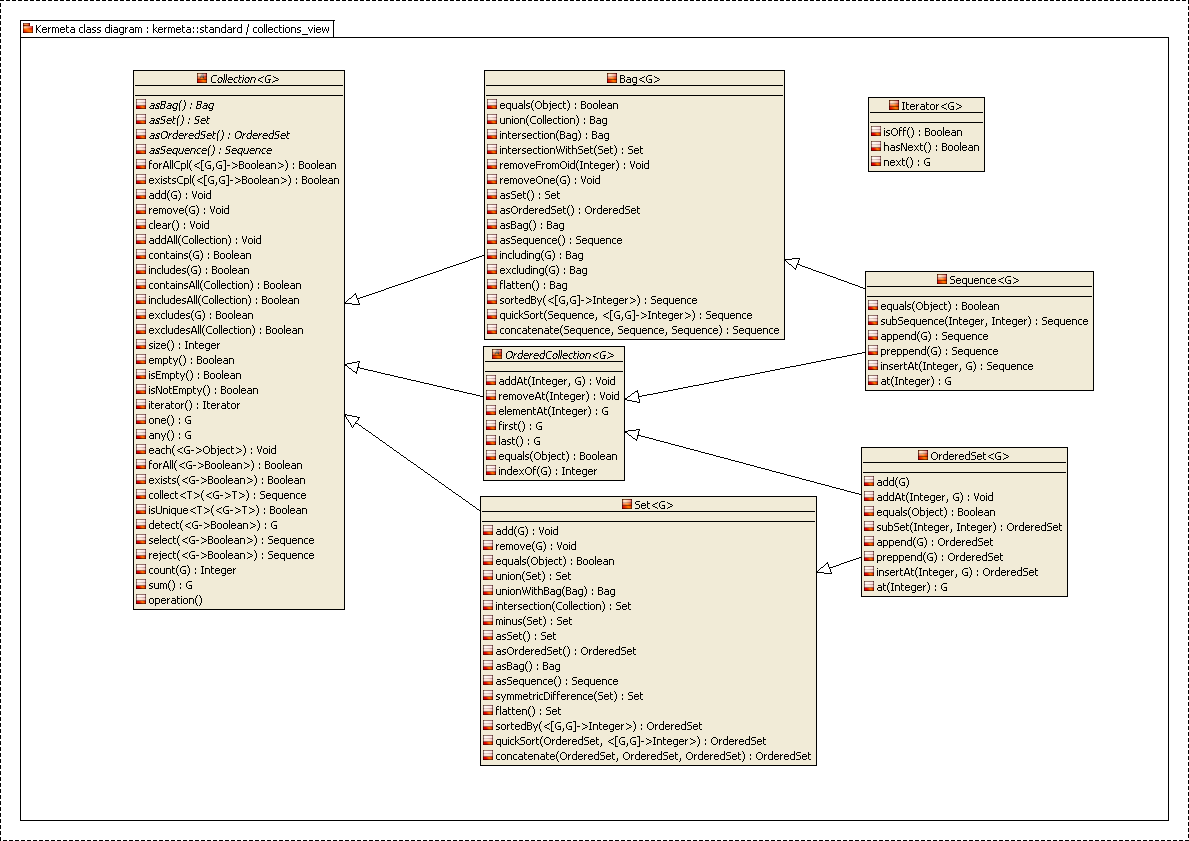 Kermeta class diagram : kermeta::standard / collections_view
Collection<G>
asBag() : Bag
asSet() : Set
asOrderedSet() : OrderedSet
asSequence() : Sequence
forAllCpl(<[G,G]->Boolean>) : Boolean
existsCpl(<[G,G]->Boolean>) : Boolean
add(G) : Void
remove(G) : Void
clear() : Void
addAll(Collection) : Void
contains(G) : Boolean
includes(G) : Boolean
containsAll(Collection) : Boolean
includesAll(Collection) : Boolean
excludes(G) : Boolean
excludesAll(Collection) : Boolean
size() : Integer
empty() : Boolean
isEmpty() : Boolean
isNotEmpty() : Boolean
iterator() : Iterator
one() : G
any() : G
each(<G->Object>) : Void
forAll(<G->Boolean>) : Boolean
exists(<G->Boolean>) : Boolean
collect<T>(<G->T>) : Sequence
isUnique<T>(<G->T>) : Boolean
detect(<G->Boolean>) : G
select(<G->Boolean>) : Sequence
reject(<G->Boolean>) : Sequence
count(G) : Integer
sum() : G
operation()
Bag<G>
equals(Object) : Boolean
union(Collection) : Bag
intersection(Bag) : Bag
intersectionWithSet(Set) : Set
removeFromOid(Integer) : Void
removeOne(G) : Void
asSet() : Set
asOrderedSet() : OrderedSet
asBag() : Bag
asSequence() : Sequence
including(G) : Bag
excluding(G) : Bag
flatten() : Bag
sortedBy(<[G,G]->Integer>) : Sequence
quickSort(Sequence, <[G,G]->Integer>) : Sequence
concatenate(Sequence, Sequence, Sequence) : Sequence
OrderedCollection<G>
addAt(Integer, G) : Void
removeAt(Integer) : Void
elementAt(Integer) : G
first() : G
last() : G
equals(Object) : Boolean
indexOf(G) : Integer
Set<G>
add(G) : Void
remove(G) : Void
equals(Object) : Boolean
union(Set) : Set
unionWithBag(Bag) : Bag
intersection(Collection) : Set
minus(Set) : Set
asSet() : Set
asOrderedSet() : OrderedSet
asBag() : Bag
asSequence() : Sequence
symmetricDifference(Set) : Set
flatten() : Set
sortedBy(<[G,G]->Integer>) : OrderedSet
quickSort(OrderedSet, <[G,G]->Integer>) : OrderedSet
concatenate(OrderedSet, OrderedSet, OrderedSet) : OrderedSet
Iterator<G>
isOff() : Boolean
hasNext() : Boolean
next() : G
Sequence<G>
equals(Object) : Boolean
subSequence(Integer, Integer) : Sequence
append(G) : Sequence
preppend(G) : Sequence
insertAt(Integer, G) : Sequence
at(Integer) : G
OrderedSet<G>
add(G)
addAt(Integer, G) : Void
equals(Object) : Boolean
subSet(Integer, Integer) : OrderedSet
append(G) : OrderedSet
preppend(G) : OrderedSet
insertAt(Integer, G) : OrderedSet
at(Integer) : G